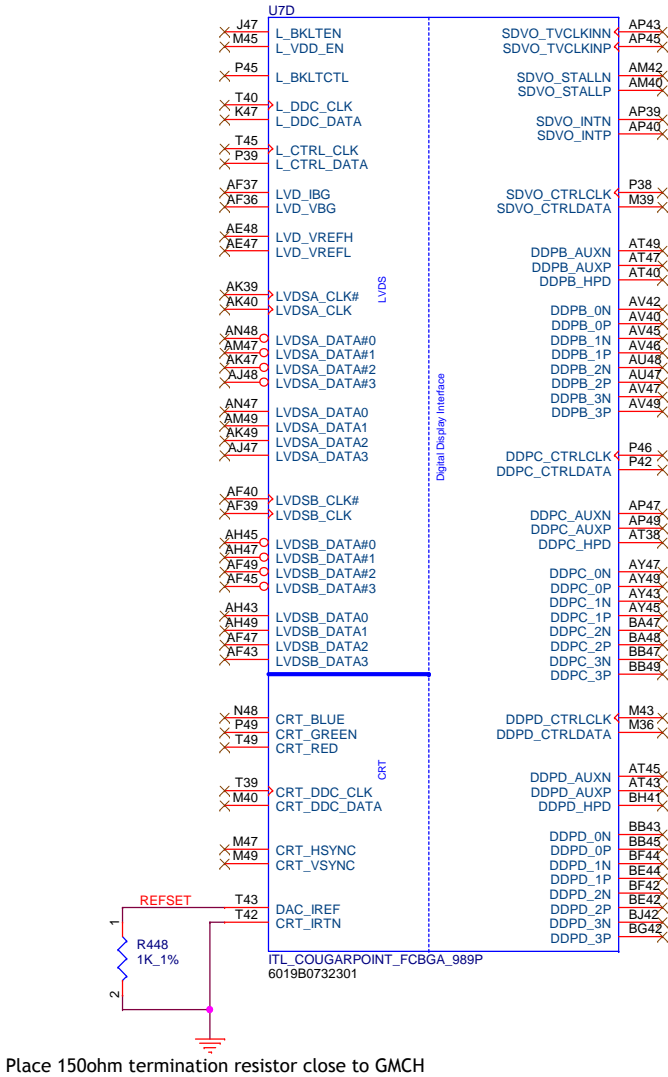 U7D
J47 L_BKLTEN SDVO_TVCLKINN AP43
M45 L_VDD_EN SDVO_TVCLKINP AP45
P45 L_BKLTCTL SDVO_STALLN AM42
SDVO_STALLP AM40
T40 L_DDC_CLK
K47 L_DDC_DATA SDVO_INTN AP39
SDVO_INTP AP40
T45 L_CTRL_CLK
P39 L_CTRL_DATA
AF37 LVD_IBG SDVO_CTRLCLK P38
AF36 LVD_VBG SDVO_CTRLDATA M39
AE48 LVD_VREFH
AE47 LVD_VREFL DDPB_AUXN AT49
DDPB_AUXP AT47
DDPB_HPD AT40
LVDS
AK39 LVDSA_CLK#
AK40 LVDSA_CLK DDPB_0N AV42
DDPB_0P AV40
AN48 LVDSA_DATA#0 DDPB_1N AV45
AM47 LVDSA_DATA#1 DDPB_1P AV46
AK47 LVDSA_DATA#2 DDPB_2N AU48
AJ48 LVDSA_DATA#3 DDPB_2P AU47
DDPB_3N AV47
AN47 LVDSA_DATA0 DDPB_3P AV49
AM49 LVDSA_DATA1
AK49 LVDSA_DATA2
AJ47 LVDSA_DATA3 DDPC_CTRLCLK P46
DDPC_CTRLDATA P42
Digital Display Interface
AF40 LVDSB_CLK#
AF39 LVDSB_CLK DDPC_AUXN AP47
DDPC_AUXP AP49
AH45 LVDSB_DATA#0 DDPC_HPD AT38
AH47 LVDSB_DATA#1
AF49 LVDSB_DATA#2 DDPC_0N AY47
AF45 LVDSB_DATA#3 DDPC_0P AY49
DDPC_1N AY43
AH43 LVDSB_DATA0 DDPC_1P AY45
AH49 LVDSB_DATA1 DDPC_2N BA47
AF47 LVDSB_DATA2 DDPC_2P BA48
AF43 LVDSB_DATA3 DDPC_3N BB47
DDPC_3P BB49
N48 CRT_BLUE DDPD_CTRLCLK M43
P49 CRT_GREEN DDPD_CTRLDATA M36
T49 CRT_RED
CRT
DDPD_AUXN AT45
T39 CRT_DDC_CLK DDPD_AUXP AT43
M40 CRT_DDC_DATA DDPD_HPD BH41
M47 CRT_HSYNC DDPD_0N BB43
M49 CRT_VSYNC DDPD_0P BB45
DDPD_1N BF44
DDPD_1P BE44
DDPD_2N BF42
REFSET T43 DAC_IREF DDPD_2P BE42
T42 CRT_IRTN DDPD_3N BJ42
DDPD_3P BG42
1
R448
1K_1%
2
ITL_COUGARPOINT_FCBGA_989P
6019B0732301
Place 150ohm termination resistor close to GMCH